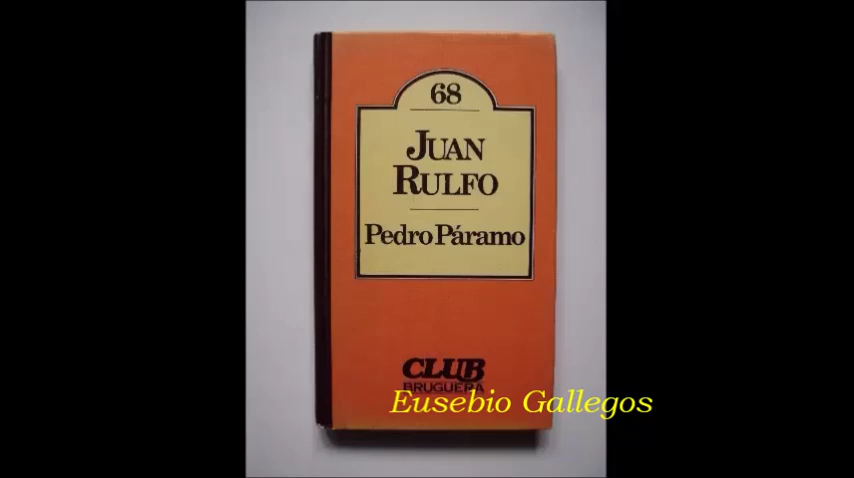 68
JUAN
RULFO
Pedro Páramo
CLUB
BRUGUERA
Eusebio Gallegos